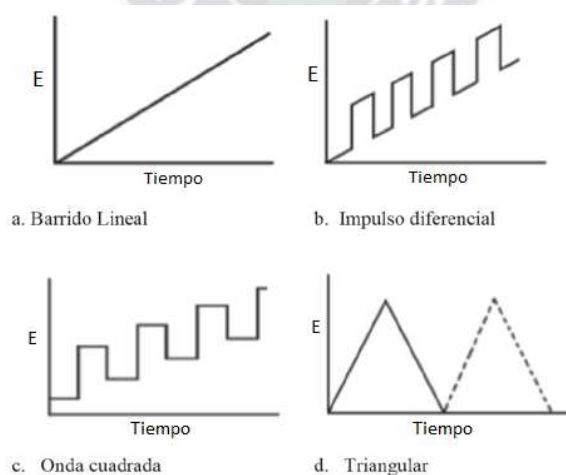 E
Tiempo
a. Barrido Lineal
E
Tiempo
b. Impulso diferencial
E
Tiempo
c. Onda cuadrada
E
Tiempo
d. Triangular